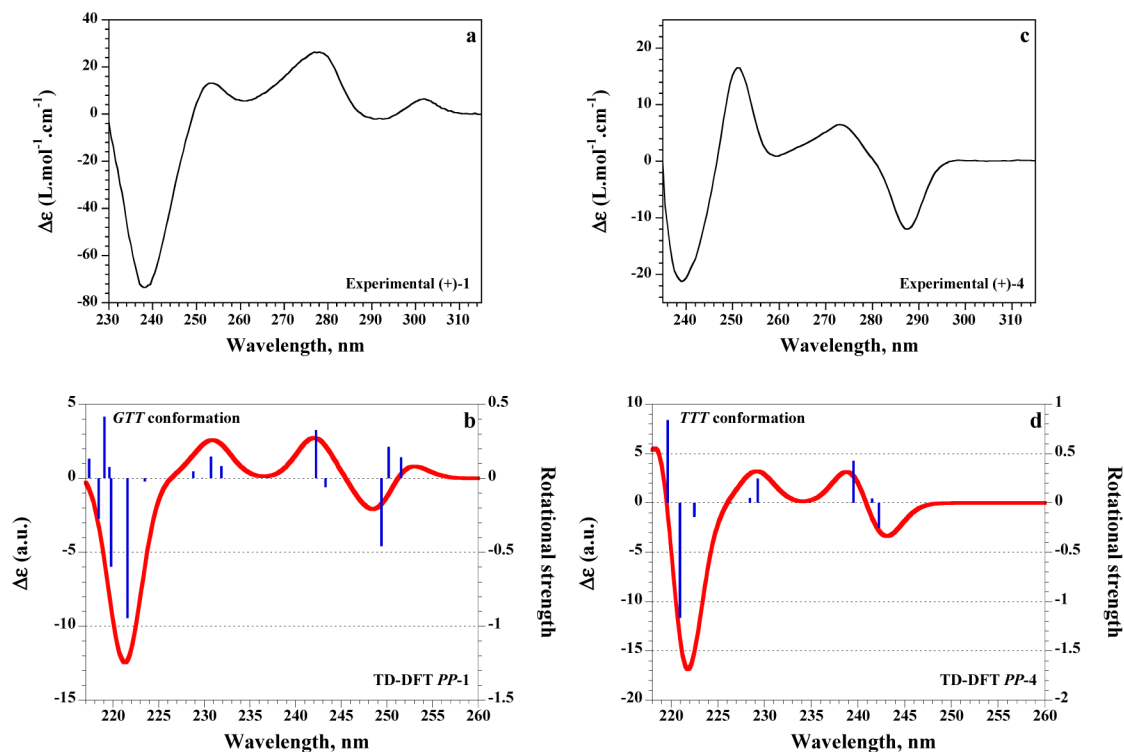 a
40
20
0
-20
-40
-60
-80
Δε (L.mol⁻¹.cm⁻¹)
Experimental (+)-1
230 240 250 260 270 280 290 300 310
Wavelength, nm
c
20
10
0
-10
-20
Δε (L.mol⁻¹.cm⁻¹)
Experimental (+)-4
240 250 260 270 280 290 300 310
Wavelength, nm
GTT conformation
b
5
0
-5
-10
-15
Δε (a.u.)
0.5
0
-0.5
-1
-1.5
Rotational
strength
TD-DFT PP-1
220 225 230 235 240 245 250 255 260
Wavelength, nm
TTT conformation
d
10
5
0
-5
-10
-15
-20
Δε (a.u.)
1
0.5
0
-0.5
-1
-1.5
2
Rotational
strength
TD-DFT PP-4
220 225 230 235 240 245 250 255 260
Wavelength, nm